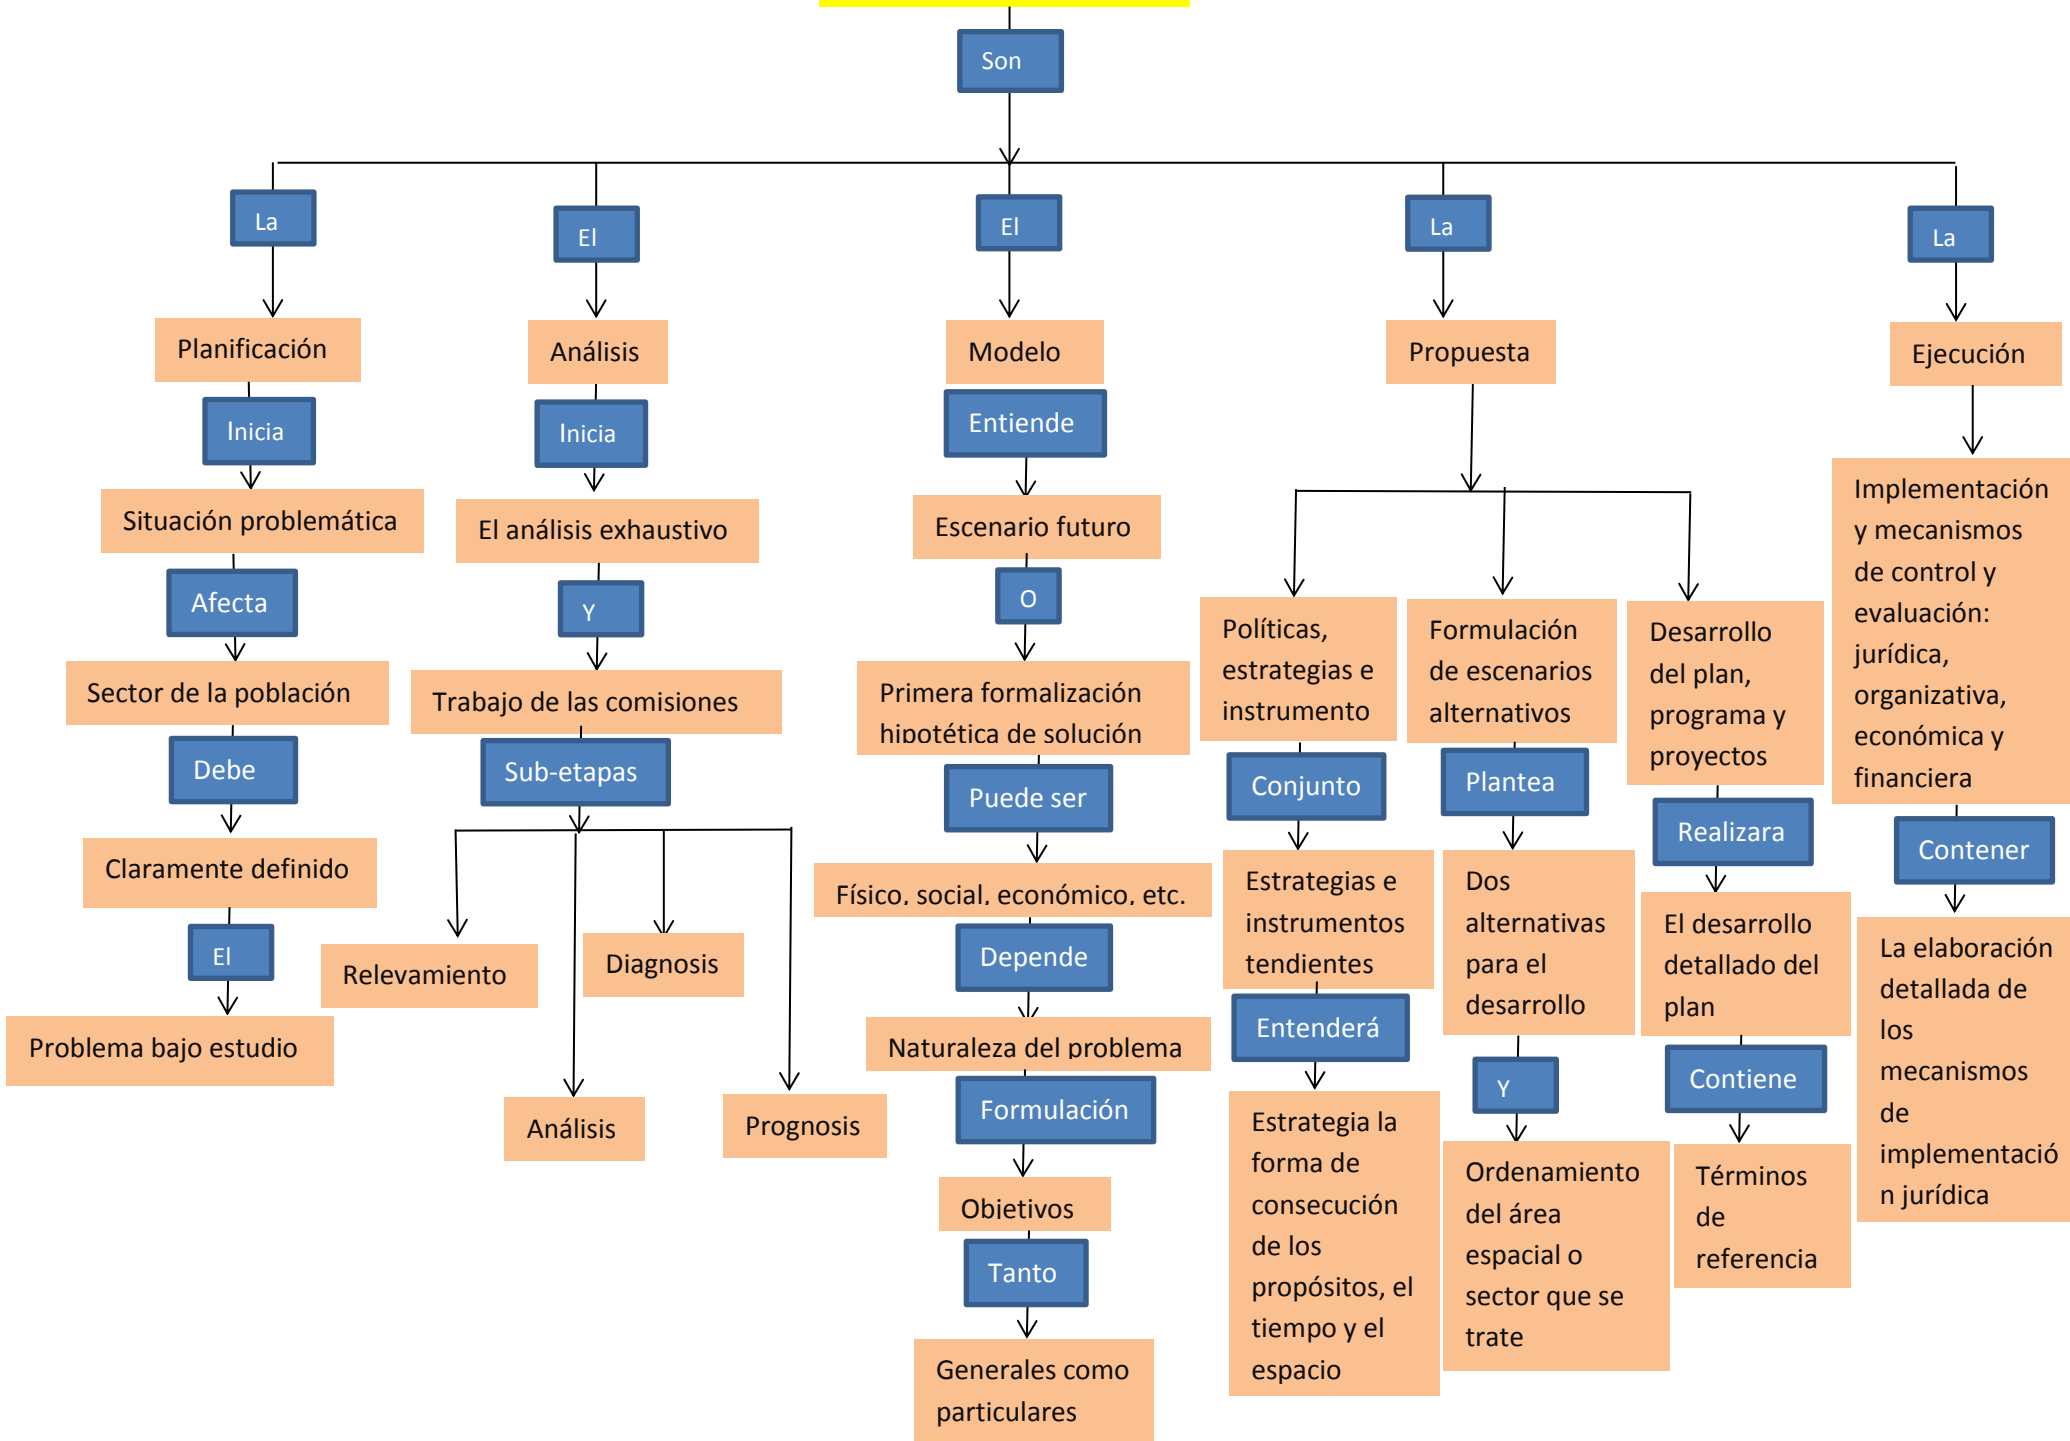 Son
La
El
El
La
La
Planificación
Análisis
Modelo
Propuesta
Ejecución
Inicia
Situación problemática
Afecta
Sector de la población
Debe
Claramente definido
El
Problema bajo estudio
Inicia
El análisis exhaustivo
Y
Trabajo de las comisiones
Sub-etapas
Relevamiento
Análisis
Diagnosis
Prognosis
Entiende
Escenario futuro
O
Primera formalización
hipotética de solución
Puede ser
Físico, social, económico, etc.
Depende
Naturaleza del problema
Formulación
Objetivos
Tanto
Generales como
particulares
Políticas,
estrategias e
instrumento
Conjunto
Estrategias e
instrumentos
tendientes
Entenderá
Estrategia la
forma de
consecución
de los
propósitos, el
tiempo y el
espacio
Formulación
de escenarios
alternativos
Plantea
Dos
alternativas
para el
desarrollo
Y
Ordenamiento
del área
espacial o
sector que se
trate
Desarrollo
del plan,
programa y
proyectos
Realizara
El desarrollo
detallado del
plan
Contiene
Términos
de
referencia
Implementación
y mecanismos
de control y
evaluación:
jurídica,
organizativa,
económica y
financiera
Contener
La elaboración
detallada de
los
mecanismos
de
implementació
n jurídica